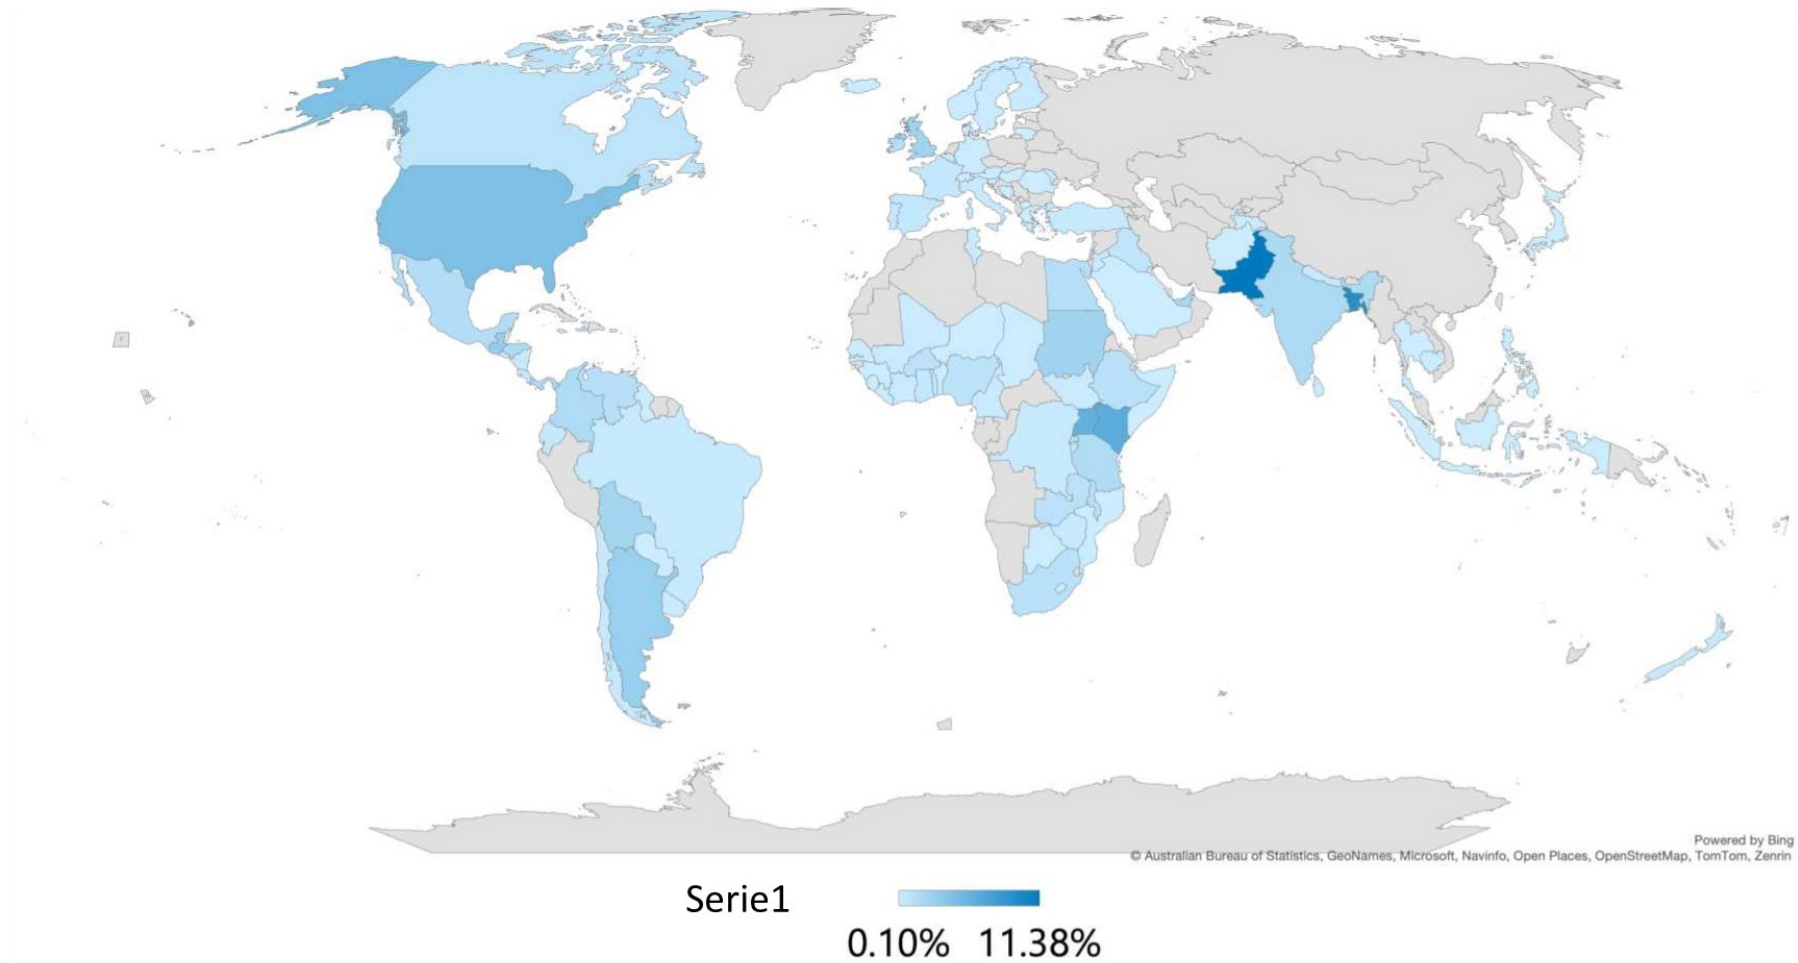 Powered by Bing
© Australian Bureau of Statistics, GeoNames, Microsoft, Navinfo, Open Places, OpenStreetMap, TomTom, Zenrin
Serie1
0.10% 11.38%